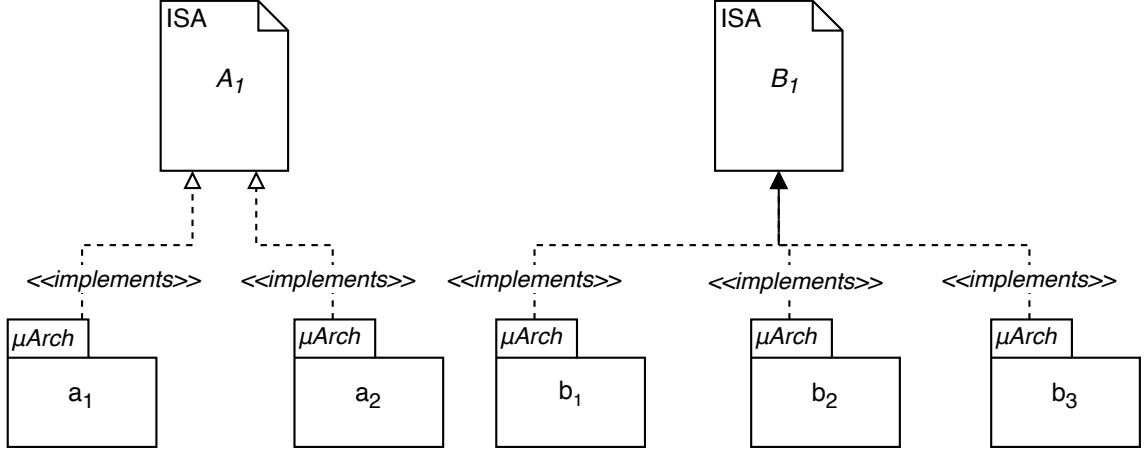 ISA
A₁
ISA
B₁
<<implements>>
<<implements>>
<<implements>>
<<implements>>
<<implements>>
μArch
a₁
μArch
a₂
μArch
b₁
μArch
b₂
μArch
b₃